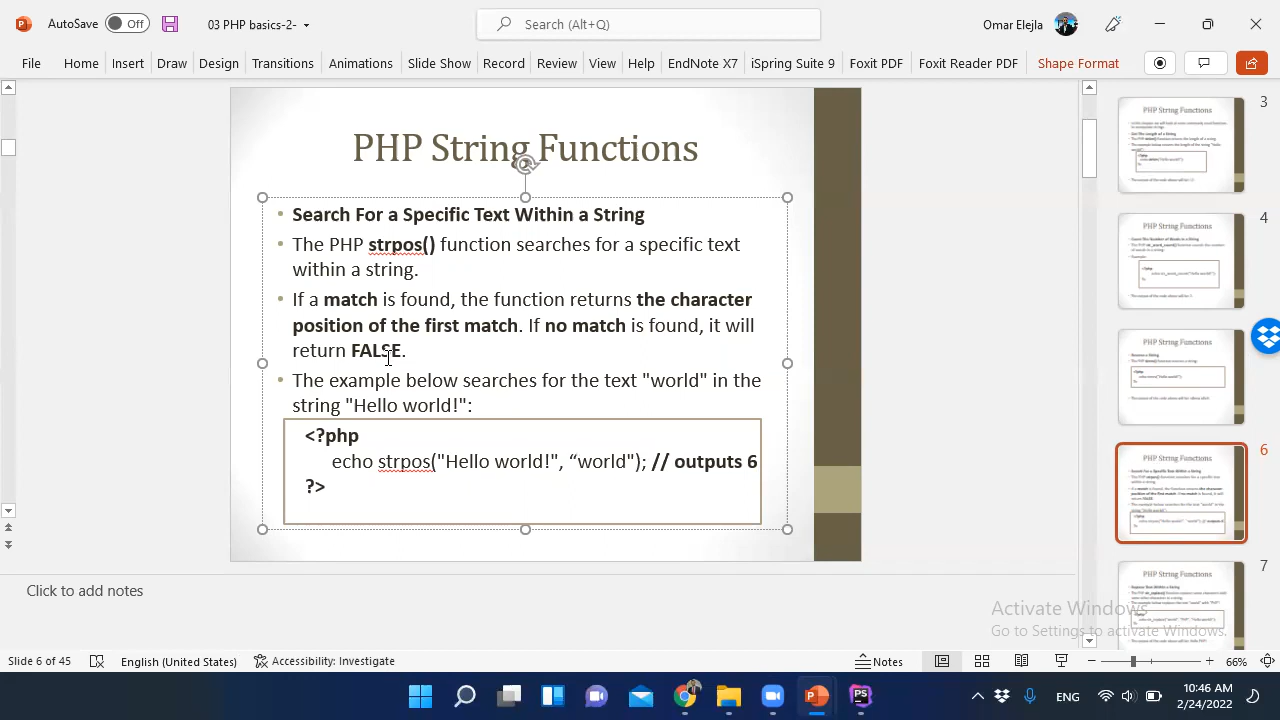 AutoSave Off 03 PHP basics-2- Search (Alt+Q) Omar Elejla
File Home Insert Draw Design Transitions Animations Slide Show Record Review View Help EndNote X7 iSpring Suite 9 Foxit PDF Foxit Reader PDF Shape Format
PHP String Functions
• Search For a Specific Text Within a String
• The PHP strpos() function searches for a specific text
within a string.
• If a match is found, the function returns the character
position of the first match. If no match is found, it will
return FALSE.
• The example below searches for the text "world" in the
string "Hello world!":
<?php
echo strpos("Hello world!", “world"); // outputs 6
?>
3
PHP String Functions
4
PHP String Functions
PHP String Functions
6
PHP String Functions
7
PHP String Functions
Click to add notes
Activate Windows
Go to Settings to activate Windows.
Slide 6 of 45 English (United States) Accessibility: Investigate Notes 66%
ENG 10:46 AM
2/24/2022